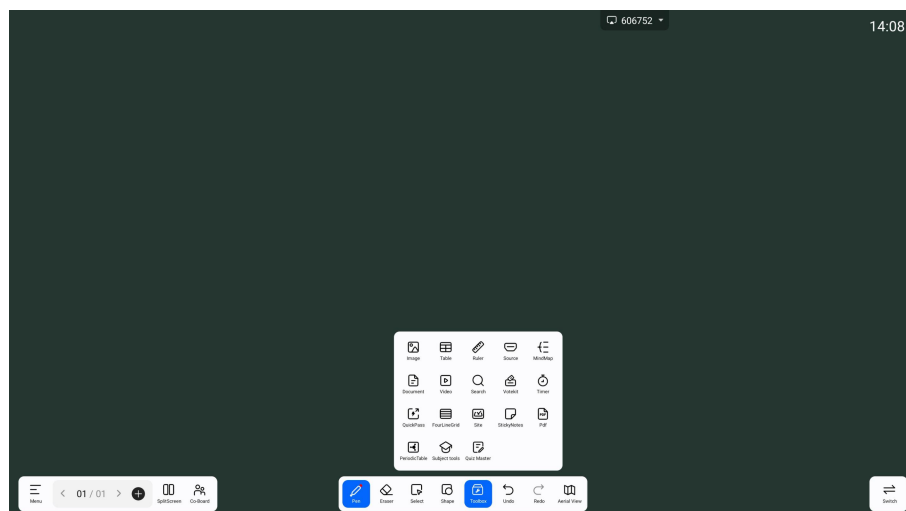 606752
14:08
Image Table Ruler Source MindMap
Document Video Search Votekit Timer
QuickPass FourLineGrid Site StickyNotes Pdf
PeriodicTable Subject tools Quiz Master
Menu 01 / 01 SplitScreen Co-Board Pen Eraser Select Shape Toolbox Undo Redo Aerial View Switch